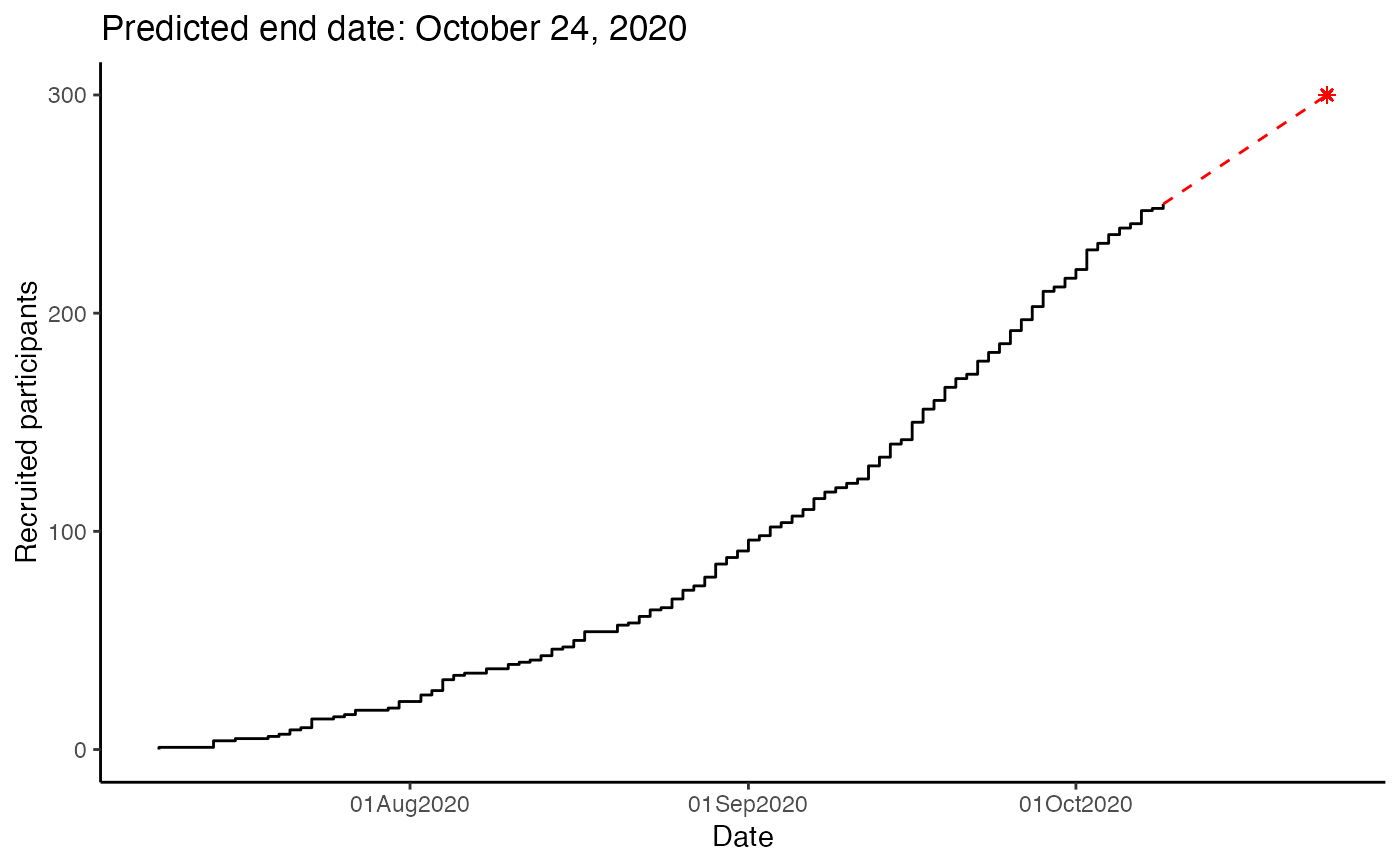 Predicted end date: October 24, 2020
Recruited participants
300
200
100
0
01Aug2020 01Sep2020 01Oct2020
Date